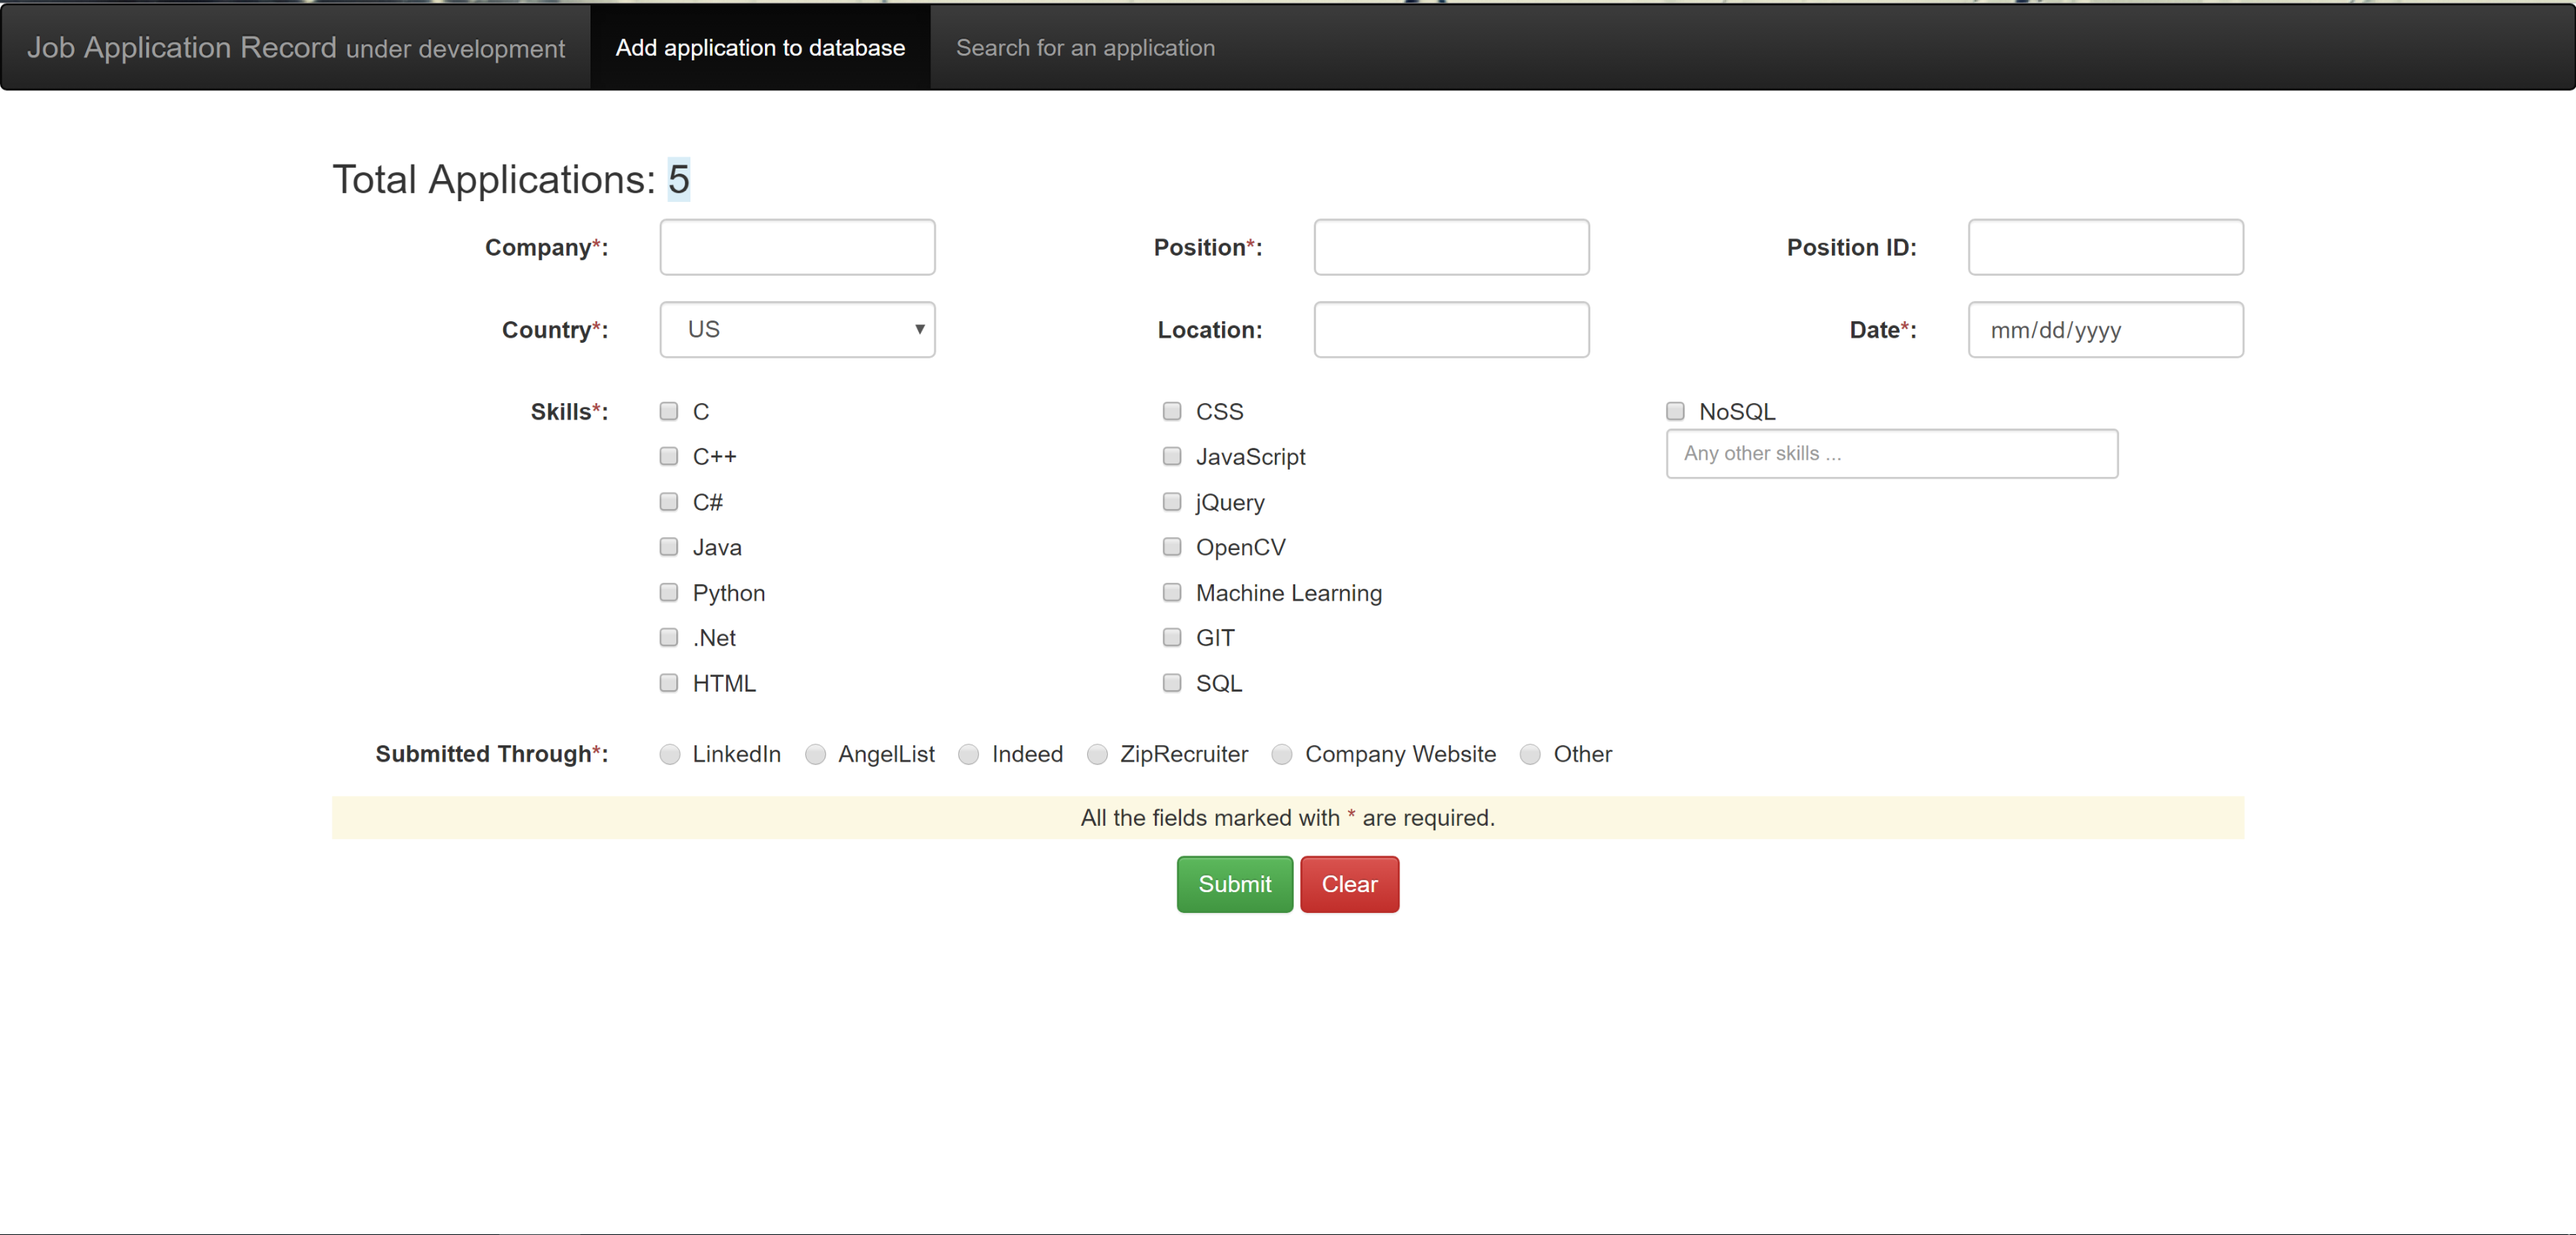 Job Application Record under development Add application to database Search for an application
Total Applications: 5
Company*: Position*: Position ID:
Country*: US Location: Date*: mm/dd/yyyy
Skills*: C CSS NoSQL
C++ JavaScript Any other skills ...
C# jQuery
Java OpenCV
Python Machine Learning
.Net GIT
HTML SQL
Submitted Through*: LinkedIn AngelList Indeed ZipRecruiter Company Website Other
All the fields marked with * are required.
Submit Clear